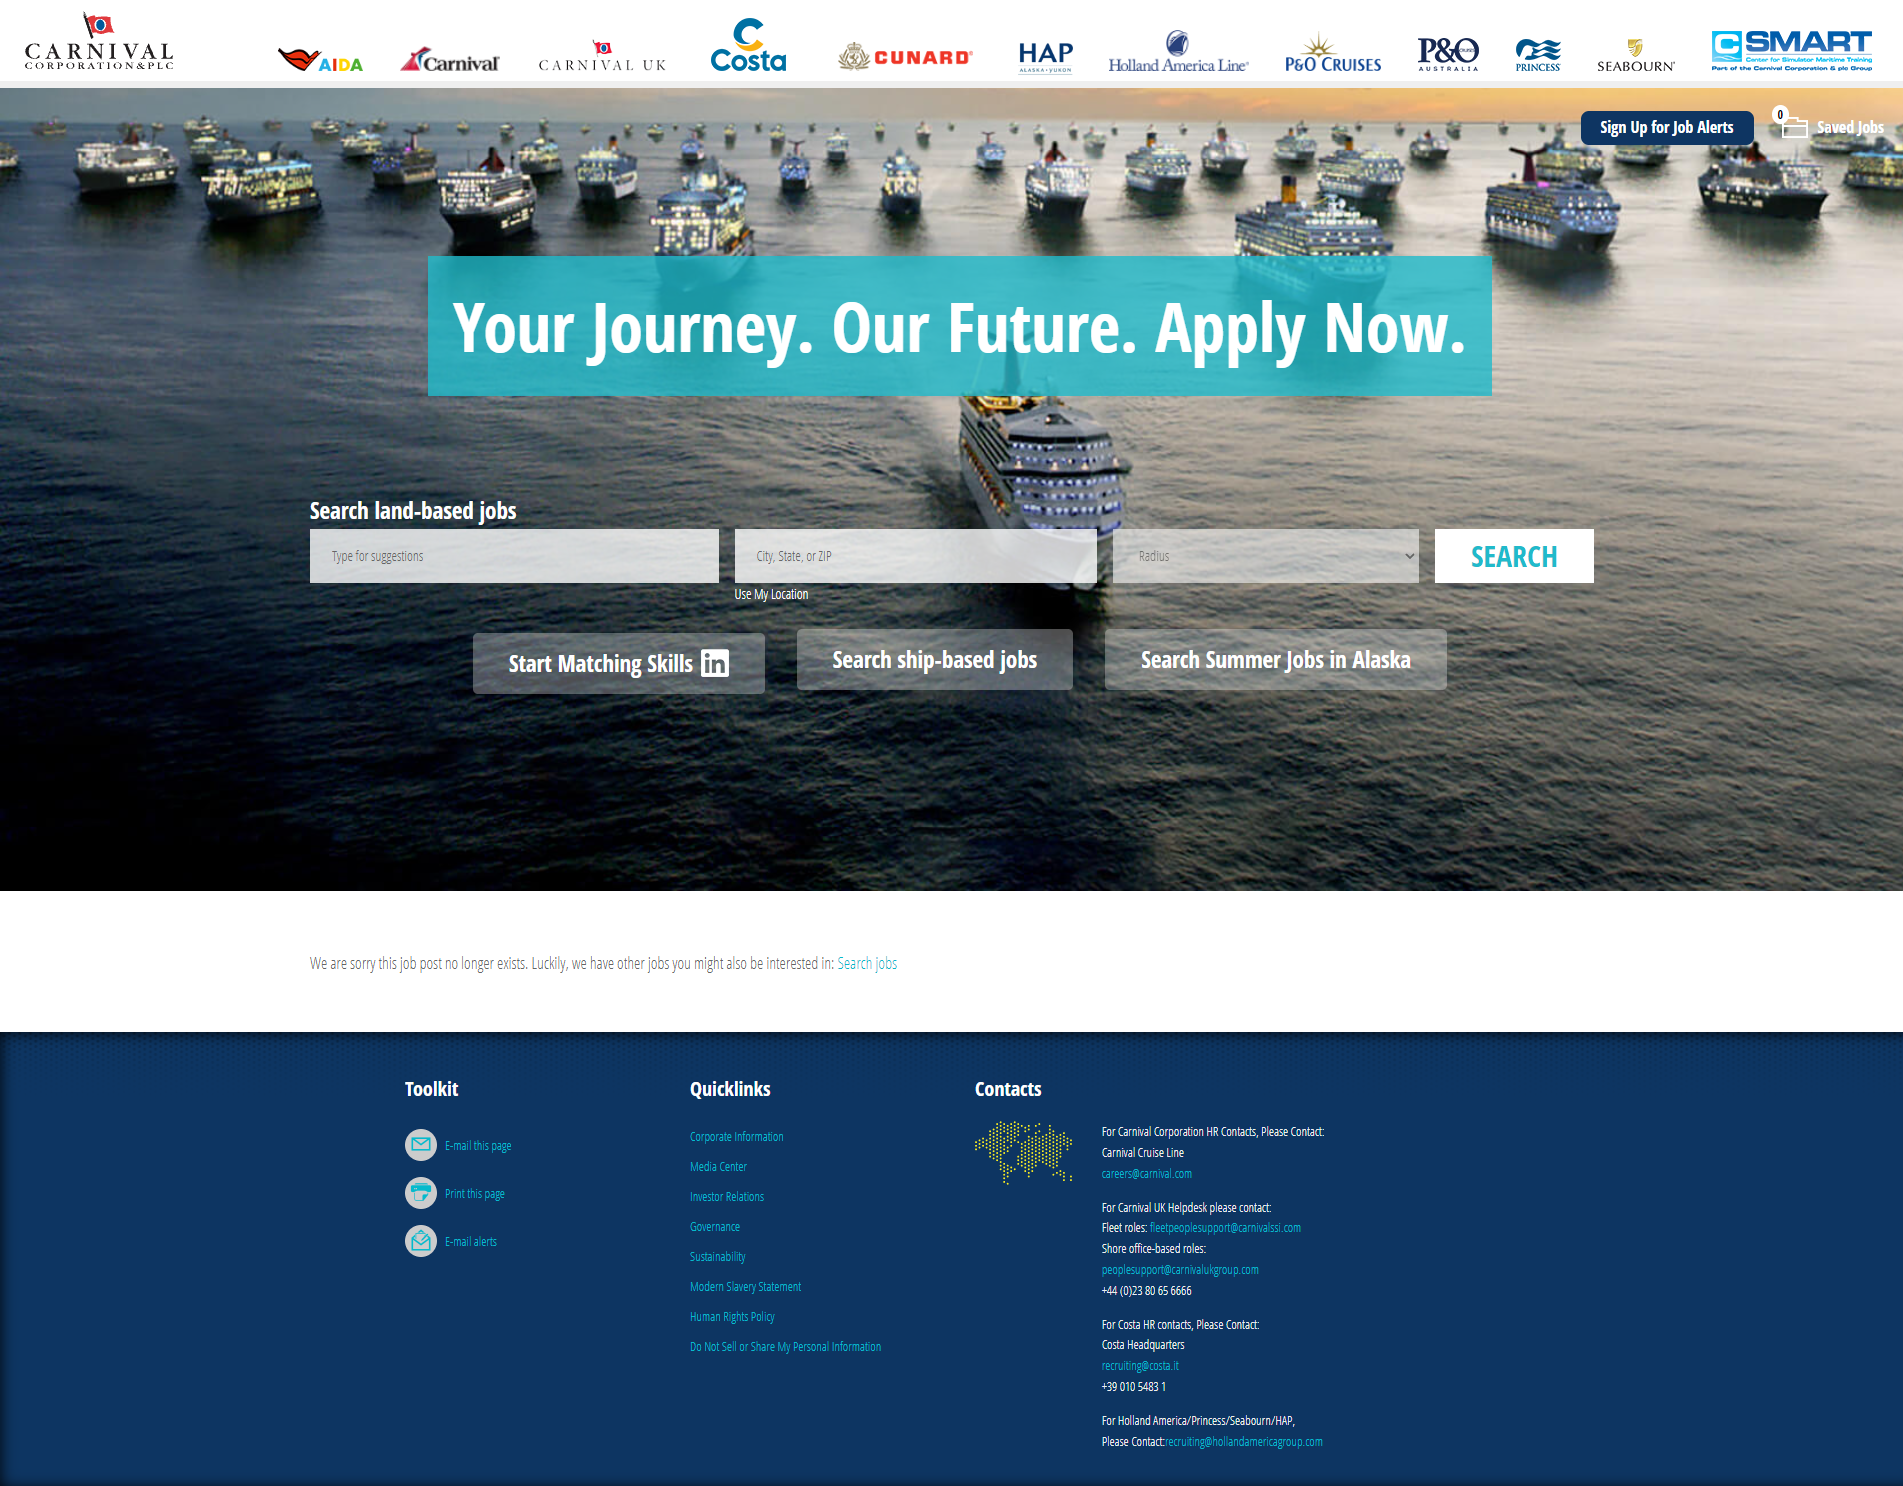 CARNIVAL
CORPORATION&PLC
AIDA
Carnival
CARNIVAL UK
Costa
CUNARD
HAP
ALASKA • YUKON
Holland America Line
P&O CRUISES
P&O
AUSTRALIA
PRINCESS
SEABOURN
CSMART
Center for Simulator Maritime Training
Part of the Carnival Corporation & plc Group
Sign Up for Job Alerts
0
Saved Jobs
Your Journey. Our Future. Apply Now.
Search land-based jobs
Type for suggestions
City, State, or ZIP
Radius
SEARCH
Use My Location
Start Matching Skills in
Search ship-based jobs
Search Summer Jobs in Alaska
We are sorry this job post no longer exists. Luckily, we have other jobs you might also be interested in: Search jobs
Toolkit
E-mail this page
Print this page
E-mail alerts
Quicklinks
Corporate Information
Media Center
Investor Relations
Governance
Sustainability
Modern Slavery Statement
Human Rights Policy
Do Not Sell or Share My Personal Information
Contacts
For Carnival Corporation HR Contacts, Please Contact:
Carnival Cruise Line
careers@carnival.com
For Carnival UK Helpdesk please contact:
Fleet roles: fleetpeoplesupport@carnivalssi.com
Shore office-based roles:
peoplesupport@carnivalukgroup.com
+44 (0)23 80 65 6666
For Costa HR contacts, Please Contact:
Costa Headquarters
recruiting@costa.it
+39 010 5483 1
For Holland America/Princess/Seabourn/HAP,
Please Contact:recruiting@hollandamericagroup.com